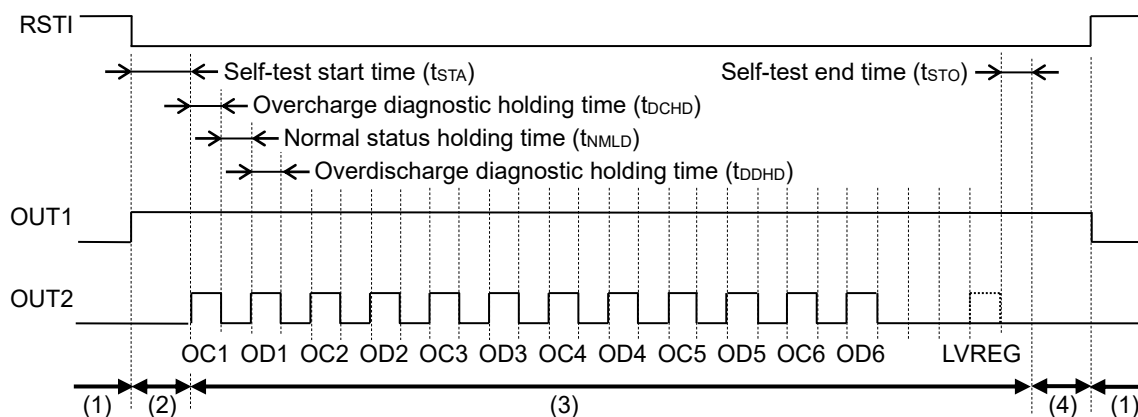 RSTI
Self-test start time (tSTA)
Self-test end time (tSTO)
Overcharge diagnostic holding time (tDCHD)
Normal status holding time (tNMLD)
Overdischarge diagnostic holding time (tDDHD)
OUT1
OUT2
OC1 OD1 OC2 OD2 OC3 OD3 OC4 OD4 OC5 OD5 OC6 OD6 LVREG
(1) (2) (3) (4) (1)